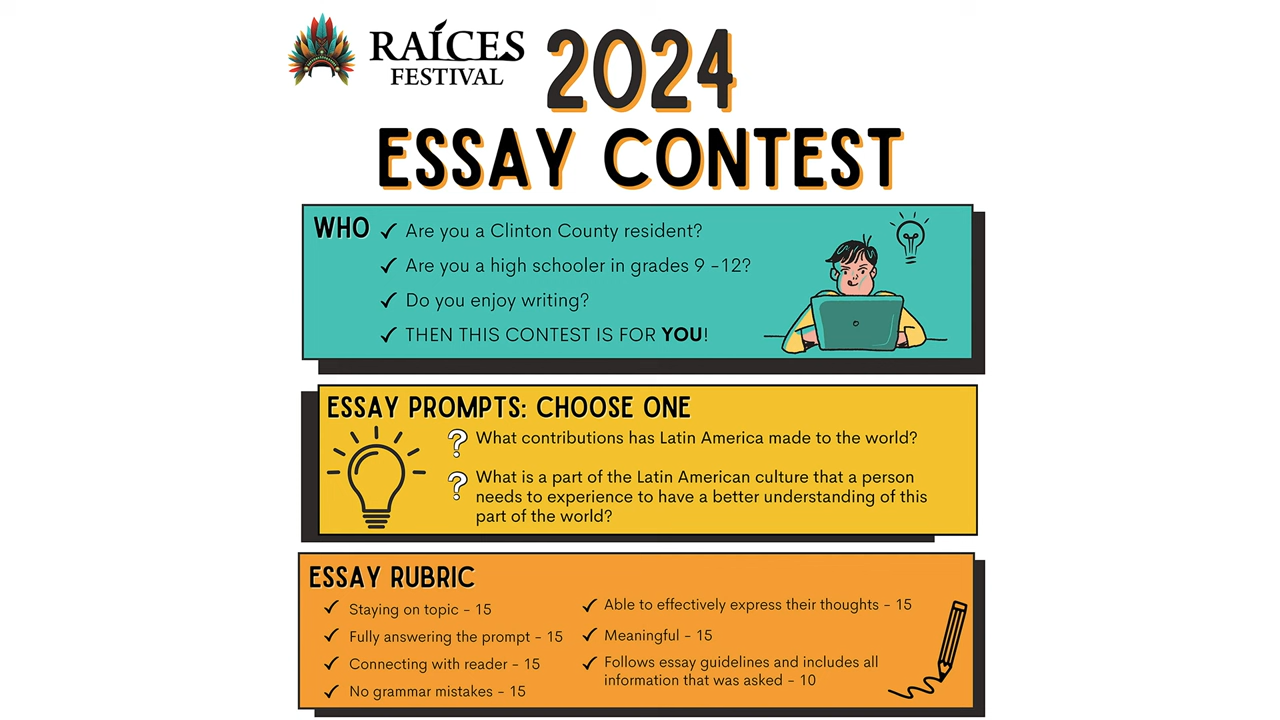 RAÍCES
FESTIVAL
2024
ESSAY CONTEST
WHO
Are you a Clinton County resident?
Are you a high schooler in grades 9 -12?
Do you enjoy writing?
THEN THIS CONTEST IS FOR YOU!
ESSAY PROMPTS: CHOOSE ONE
What contributions has Latin America made to the world?
What is a part of the Latin American culture that a person
needs to experience to have a better understanding of this
part of the world?
ESSAY RUBRIC
Staying on topic - 15
Fully answering the prompt - 15
Connecting with reader - 15
No grammar mistakes - 15
Able to effectively express their thoughts - 15
Meaningful - 15
Follows essay guidelines and includes all
information that was asked - 10